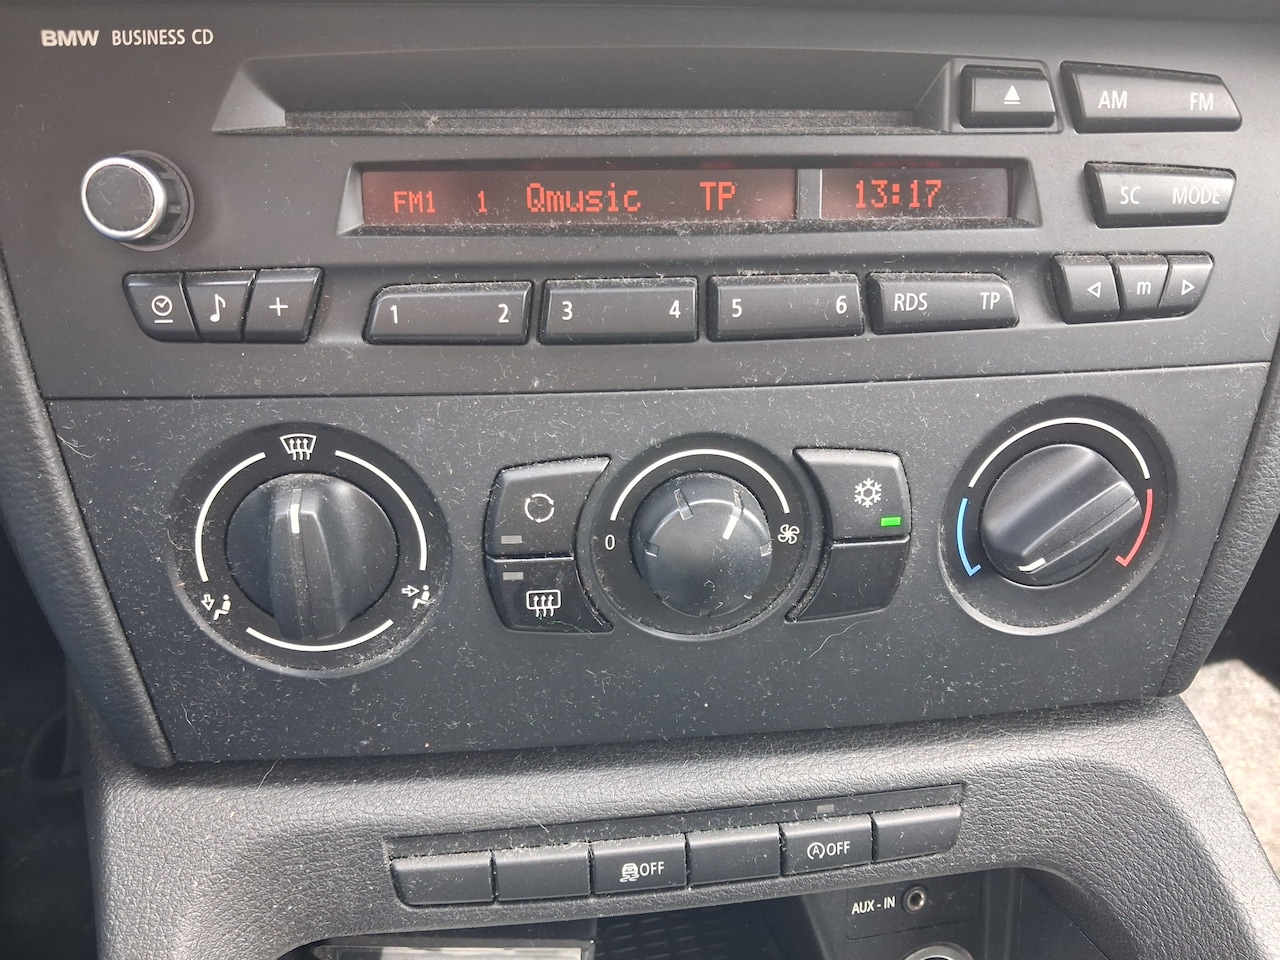 BMW BUSINESS CD
AM FM
FM1 1 Qmusic TP 13:17
SC MODE
1 2 3 4 5 6 RDS TP m
0
OFF
A OFF
AUX-IN